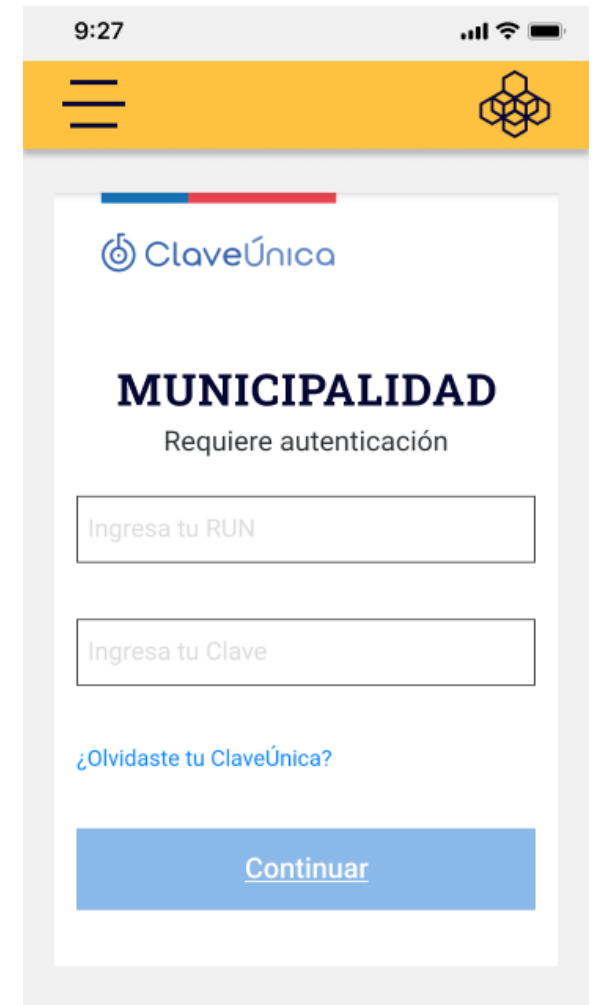 9:27
ClaveÚnica
MUNICIPALIDAD
Requiere autenticación
Ingresa tu RUN
Ingresa tu Clave
¿Olvidaste tu ClaveÚnica?
Continuar